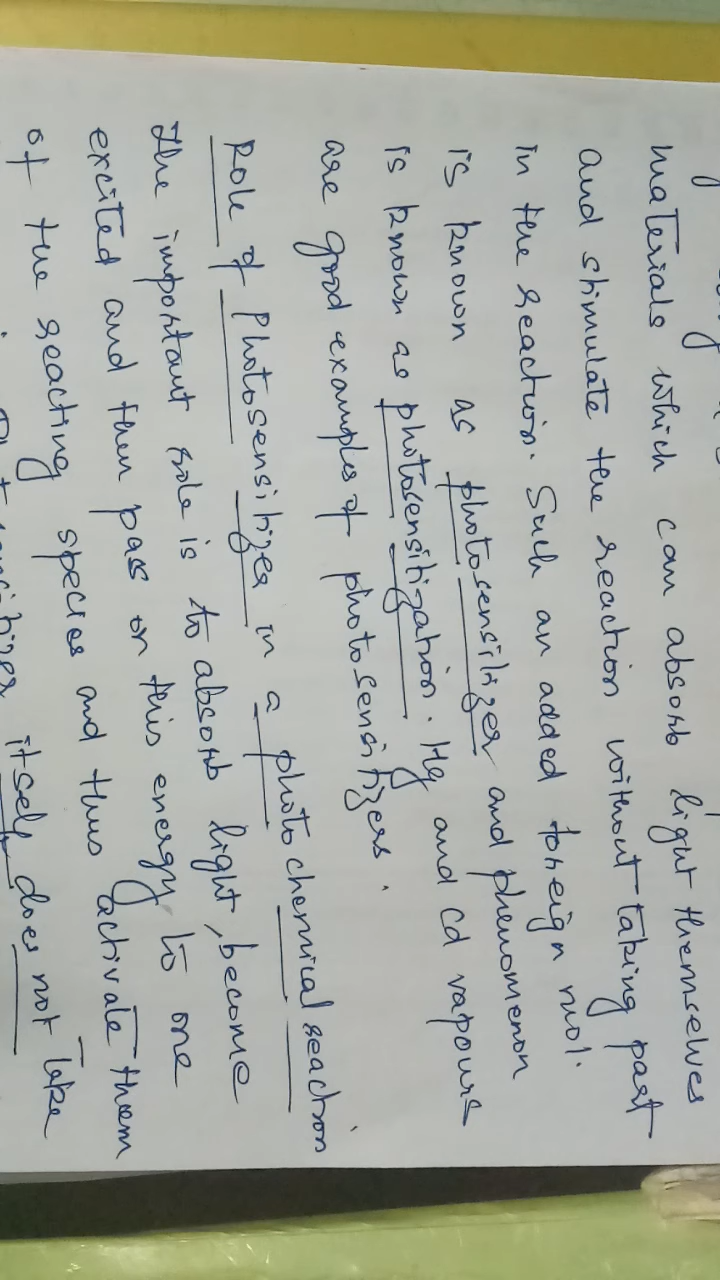 materials which can absorb light themselves
and stimulate the reaction without taking part
in the reaction. Such an added foreign mol.
is known as photosensitizer and phenomenon
is known as photosensitization. Hg and Cd vapours
are good examples of photosensitizers.
Role of Photosensitizer in a photochemical reaction
The important role is to absorb light, become
excited and then pass on this energy to one
of the reacting species and thus activate them
itself does not take